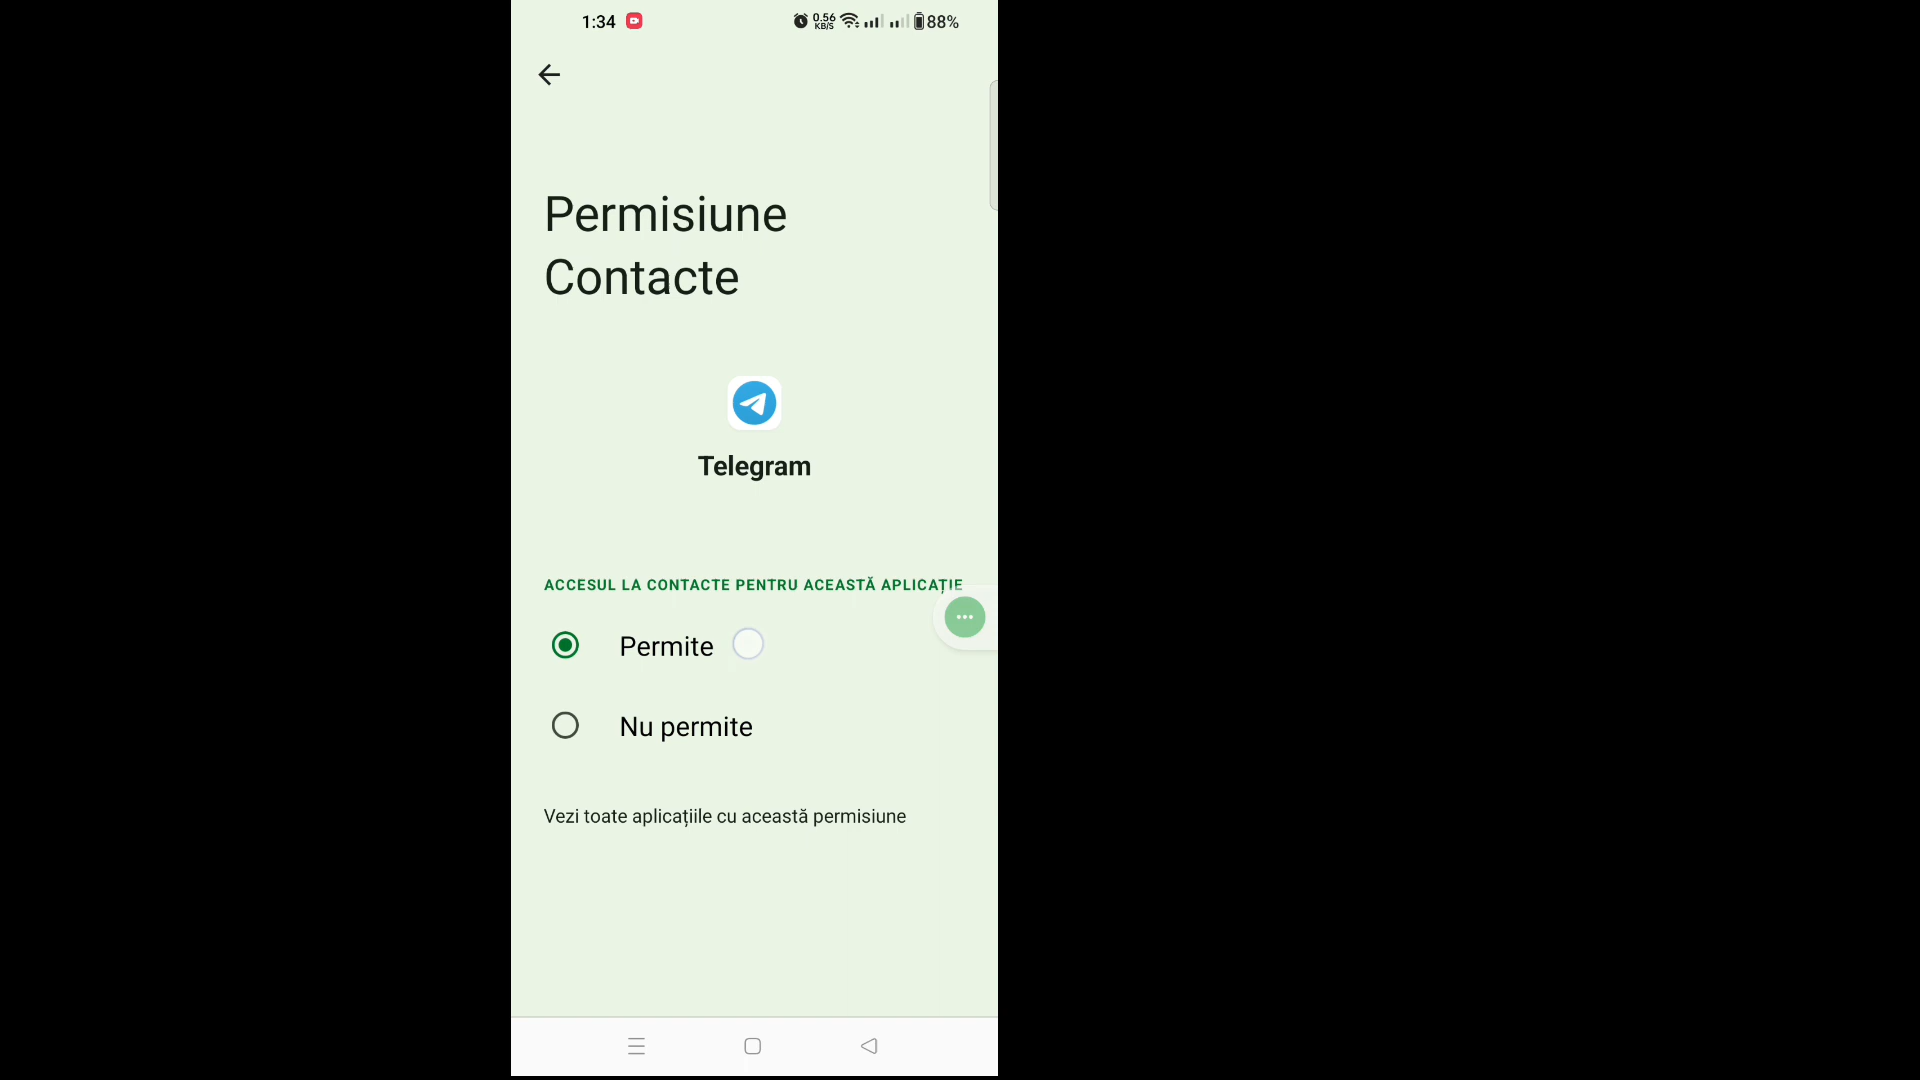 1:34
0.56
KB/S
88%
Permisiune
Contacte
Telegram
ACCESUL LA CONTACTE PENTRU ACEASTĂ APLICAȚIE
Permite
Nu permite
Vezi toate aplicațiile cu această permisiune